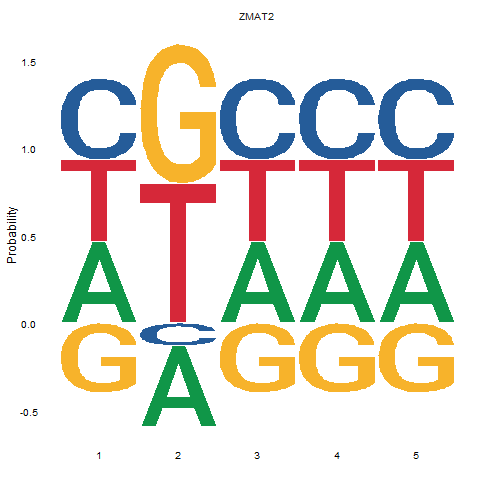 ZMAT2
Probability
1.5
1.0
0.5
0.0
-0.5
C G C C C
T T T T T
A C A A A
G A G G G
1 2 3 4 5